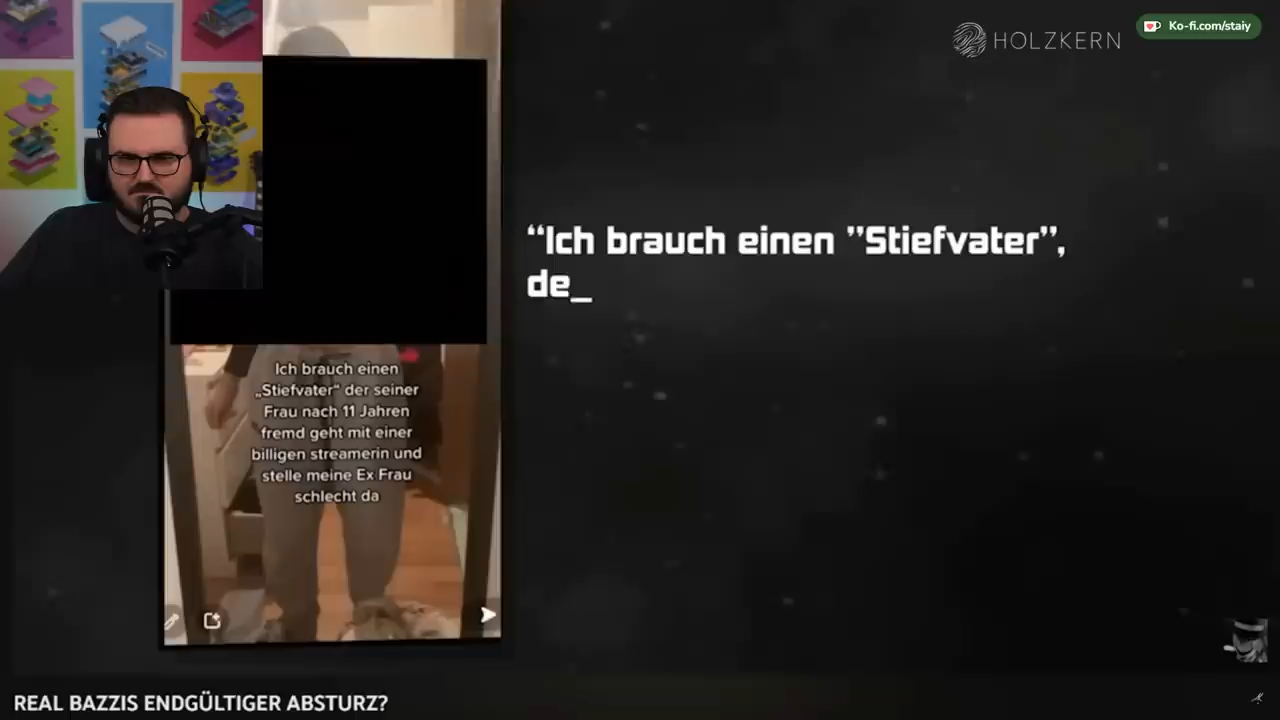 HOLZKERN
Ko-fi.com/staiy
“Ich brauch einen ”Stiefvater”,
de_
Ich brauch einen
„Stiefvater“ der seiner
Frau nach 11 Jahren
fremd geht mit einer
billigen streamerin und
stelle meine Ex Frau
schlecht da
REAL BAZZIS ENDGÜLTIGER ABSTURZ?